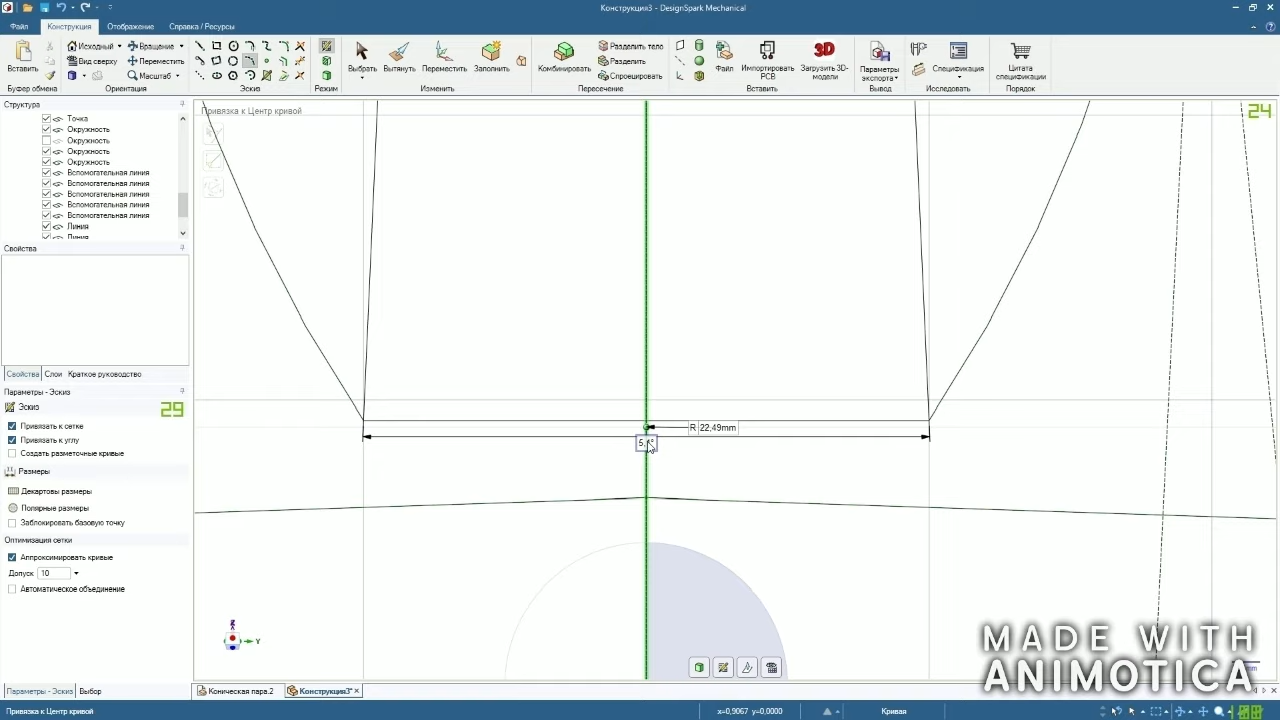 Конструкция3 - DesignSpark Mechanical
Файл Конструкция Отображение Справка / Ресурсы
Вставить
Исходный
Вид сверху
Вращение
Переместить
Масштаб
Выбрать
Вытянуть
Переместить
Заполнить
Комбинировать
Разделить тело
Разделить
Спроецировать
Файл
Импортировать PCB
Загрузить 3D-модели
Параметры экспорта
Спецификация
Цитата спецификации
Буфер обмена Ориентация Эскиз Режим Изменить Пересечение Вставить Вывод Исследовать Порядок
Структура
Точка
Окружность
Окружность
Окружность
Окружность
Вспомогательная линия
Вспомогательная линия
Вспомогательная линия
Вспомогательная линия
Вспомогательная линия
Линия
Линия
Свойства
Свойства Слои Краткое руководство
Параметры - Эскиз
Эскиз
29
Привязать к сетке
Привязать к углу
Создать разметочные кривые
Размеры
Декартовы размеры
Полярные размеры
Заблокировать базовую точку
Оптимизация сетки
Аппроксимировать кривые
Допуск 10
Автоматическое объединение
Параметры - Эскиз Выбор
Привязка к Центр кривой
24
R 22,49mm
Y
MADE WITH
ANIMOTICA
Коническая пара.2 Конструкция3*
Привязка к Центр кривой
x=0,9067 y=0,0000
Кривая